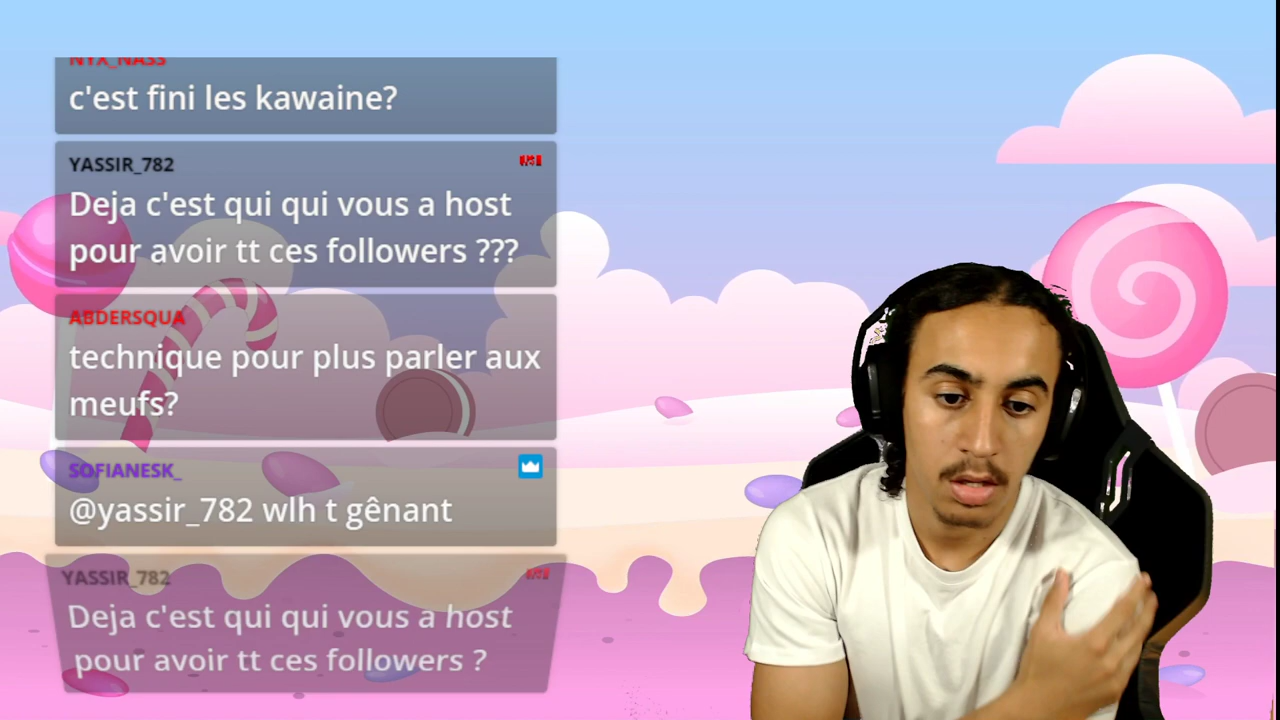 NYX_NASS
c'est fini les kawaine?
YASSIR_782
Deja c'est qui qui vous a host
pour avoir tt ces followers ???
ABDERSQUA
technique pour plus parler aux
meufs?
SOFIANESK_
@yassir_782 wlh t gênant
YASSIR_782
Deja c'est qui qui vous a host
pour avoir tt ces followers ?